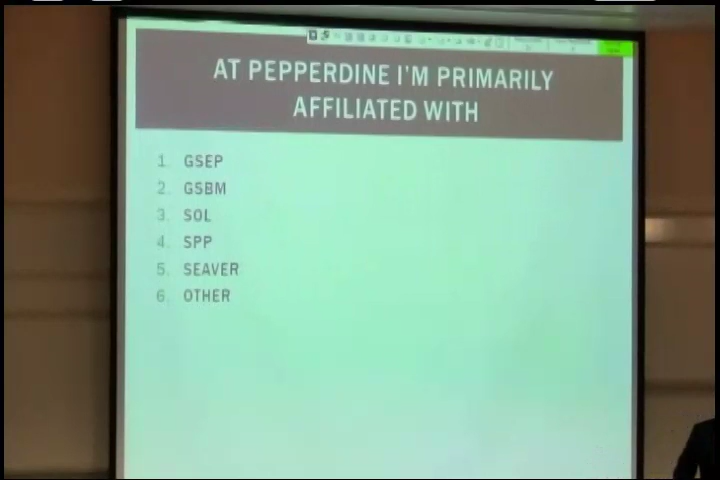 AT PEPPERDINE I'M PRIMARILY
AFFILIATED WITH
1. GSEP
2. GSBM
3. SOL
4. SPP
5. SEAVER
6. OTHER